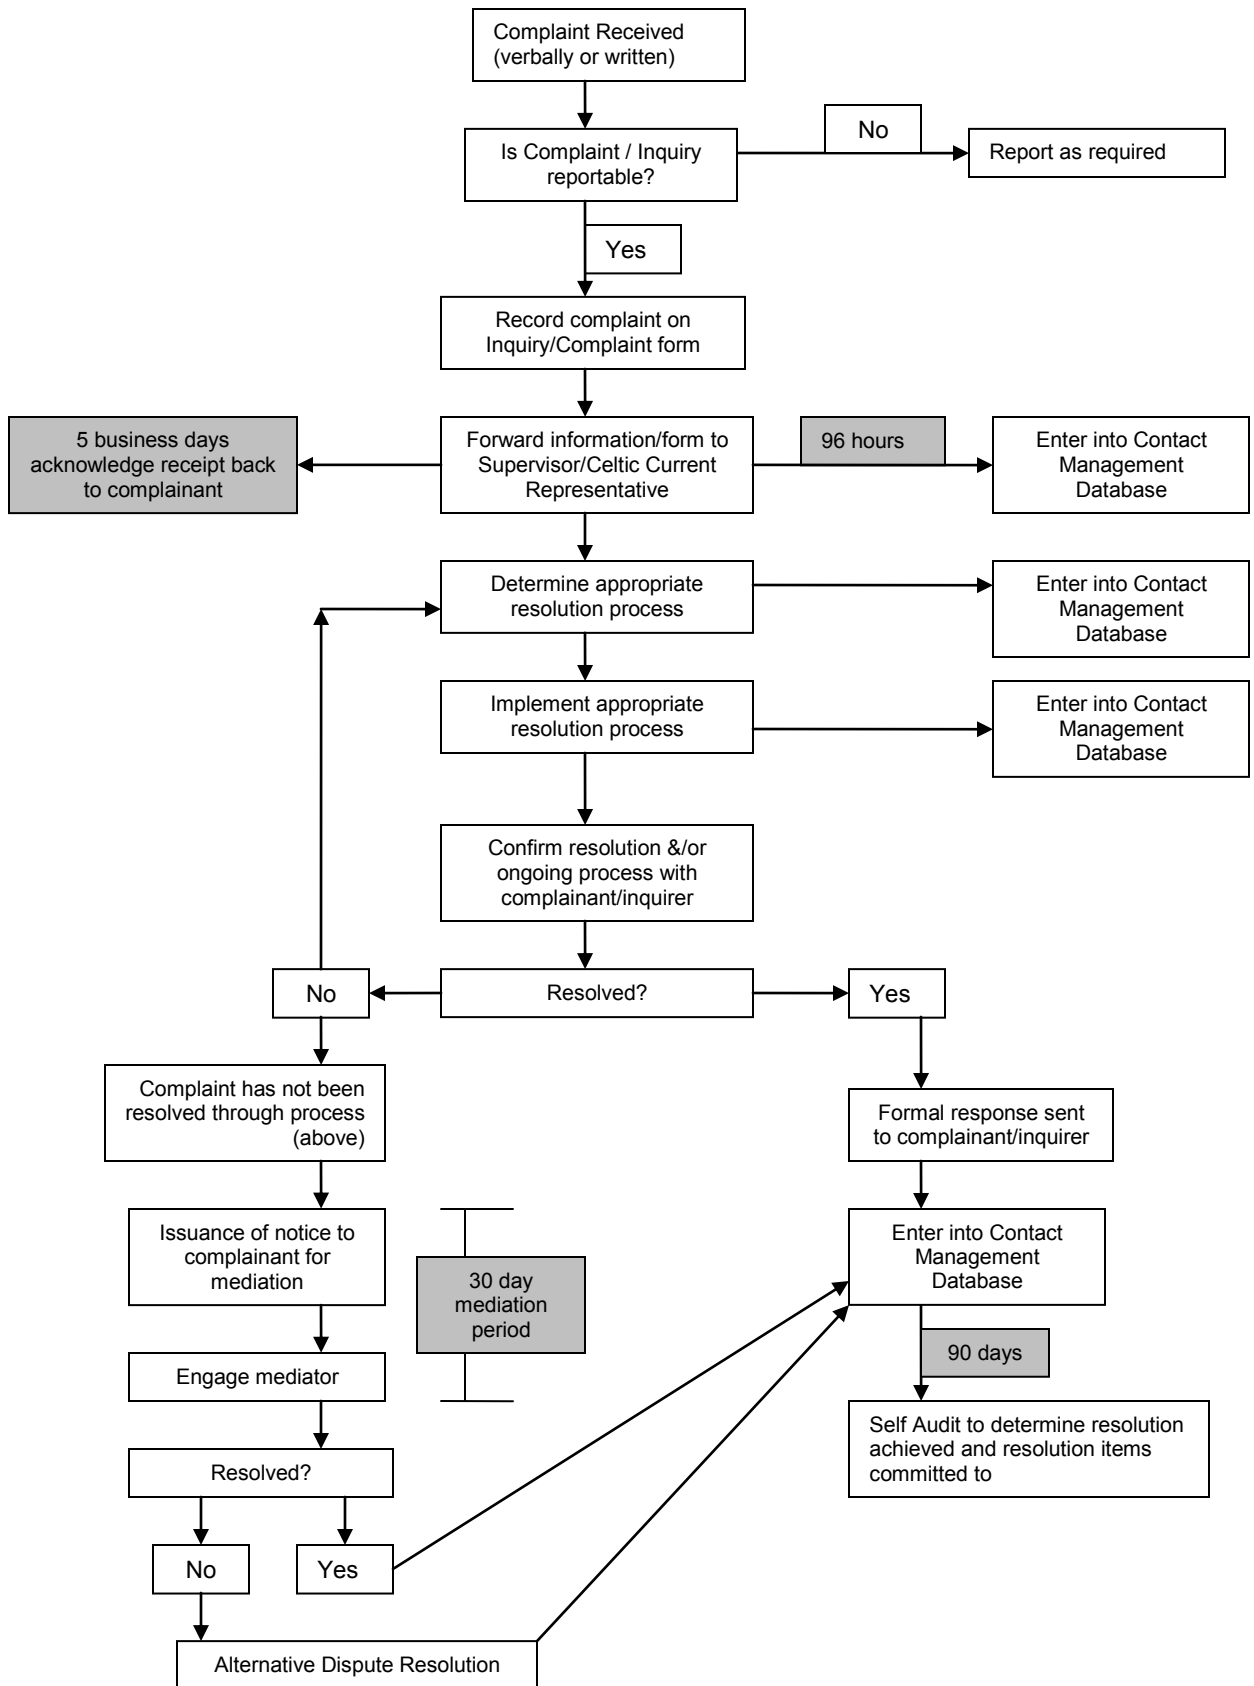 Complaint Received
(verbally or written)
No
Is Complaint / Inquiry
reportable?
Report as required
Yes
Record complaint on
Inquiry/Complaint form
5 business days
acknowledge receipt back
to complainant
Forward information/form to
Supervisor/Celtic Current
Representative
96 hours
Enter into Contact
Management
Database
Determine appropriate
resolution process
Enter into Contact
Management
Database
Implement appropriate
resolution process
Enter into Contact
Management
Database
Confirm resolution &/or
ongoing process with
complainant/inquirer
No
Resolved?
Yes
Complaint has not been
resolved through process
(above)
Formal response sent
to complainant/inquirer
Issuance of notice to
complainant for
mediation
30 day
mediation
period
Enter into Contact
Management
Database
90 days
Engage mediator
Self Audit to determine resolution
achieved and resolution items
committed to
Resolved?
No
Yes
Alternative Dispute Resolution